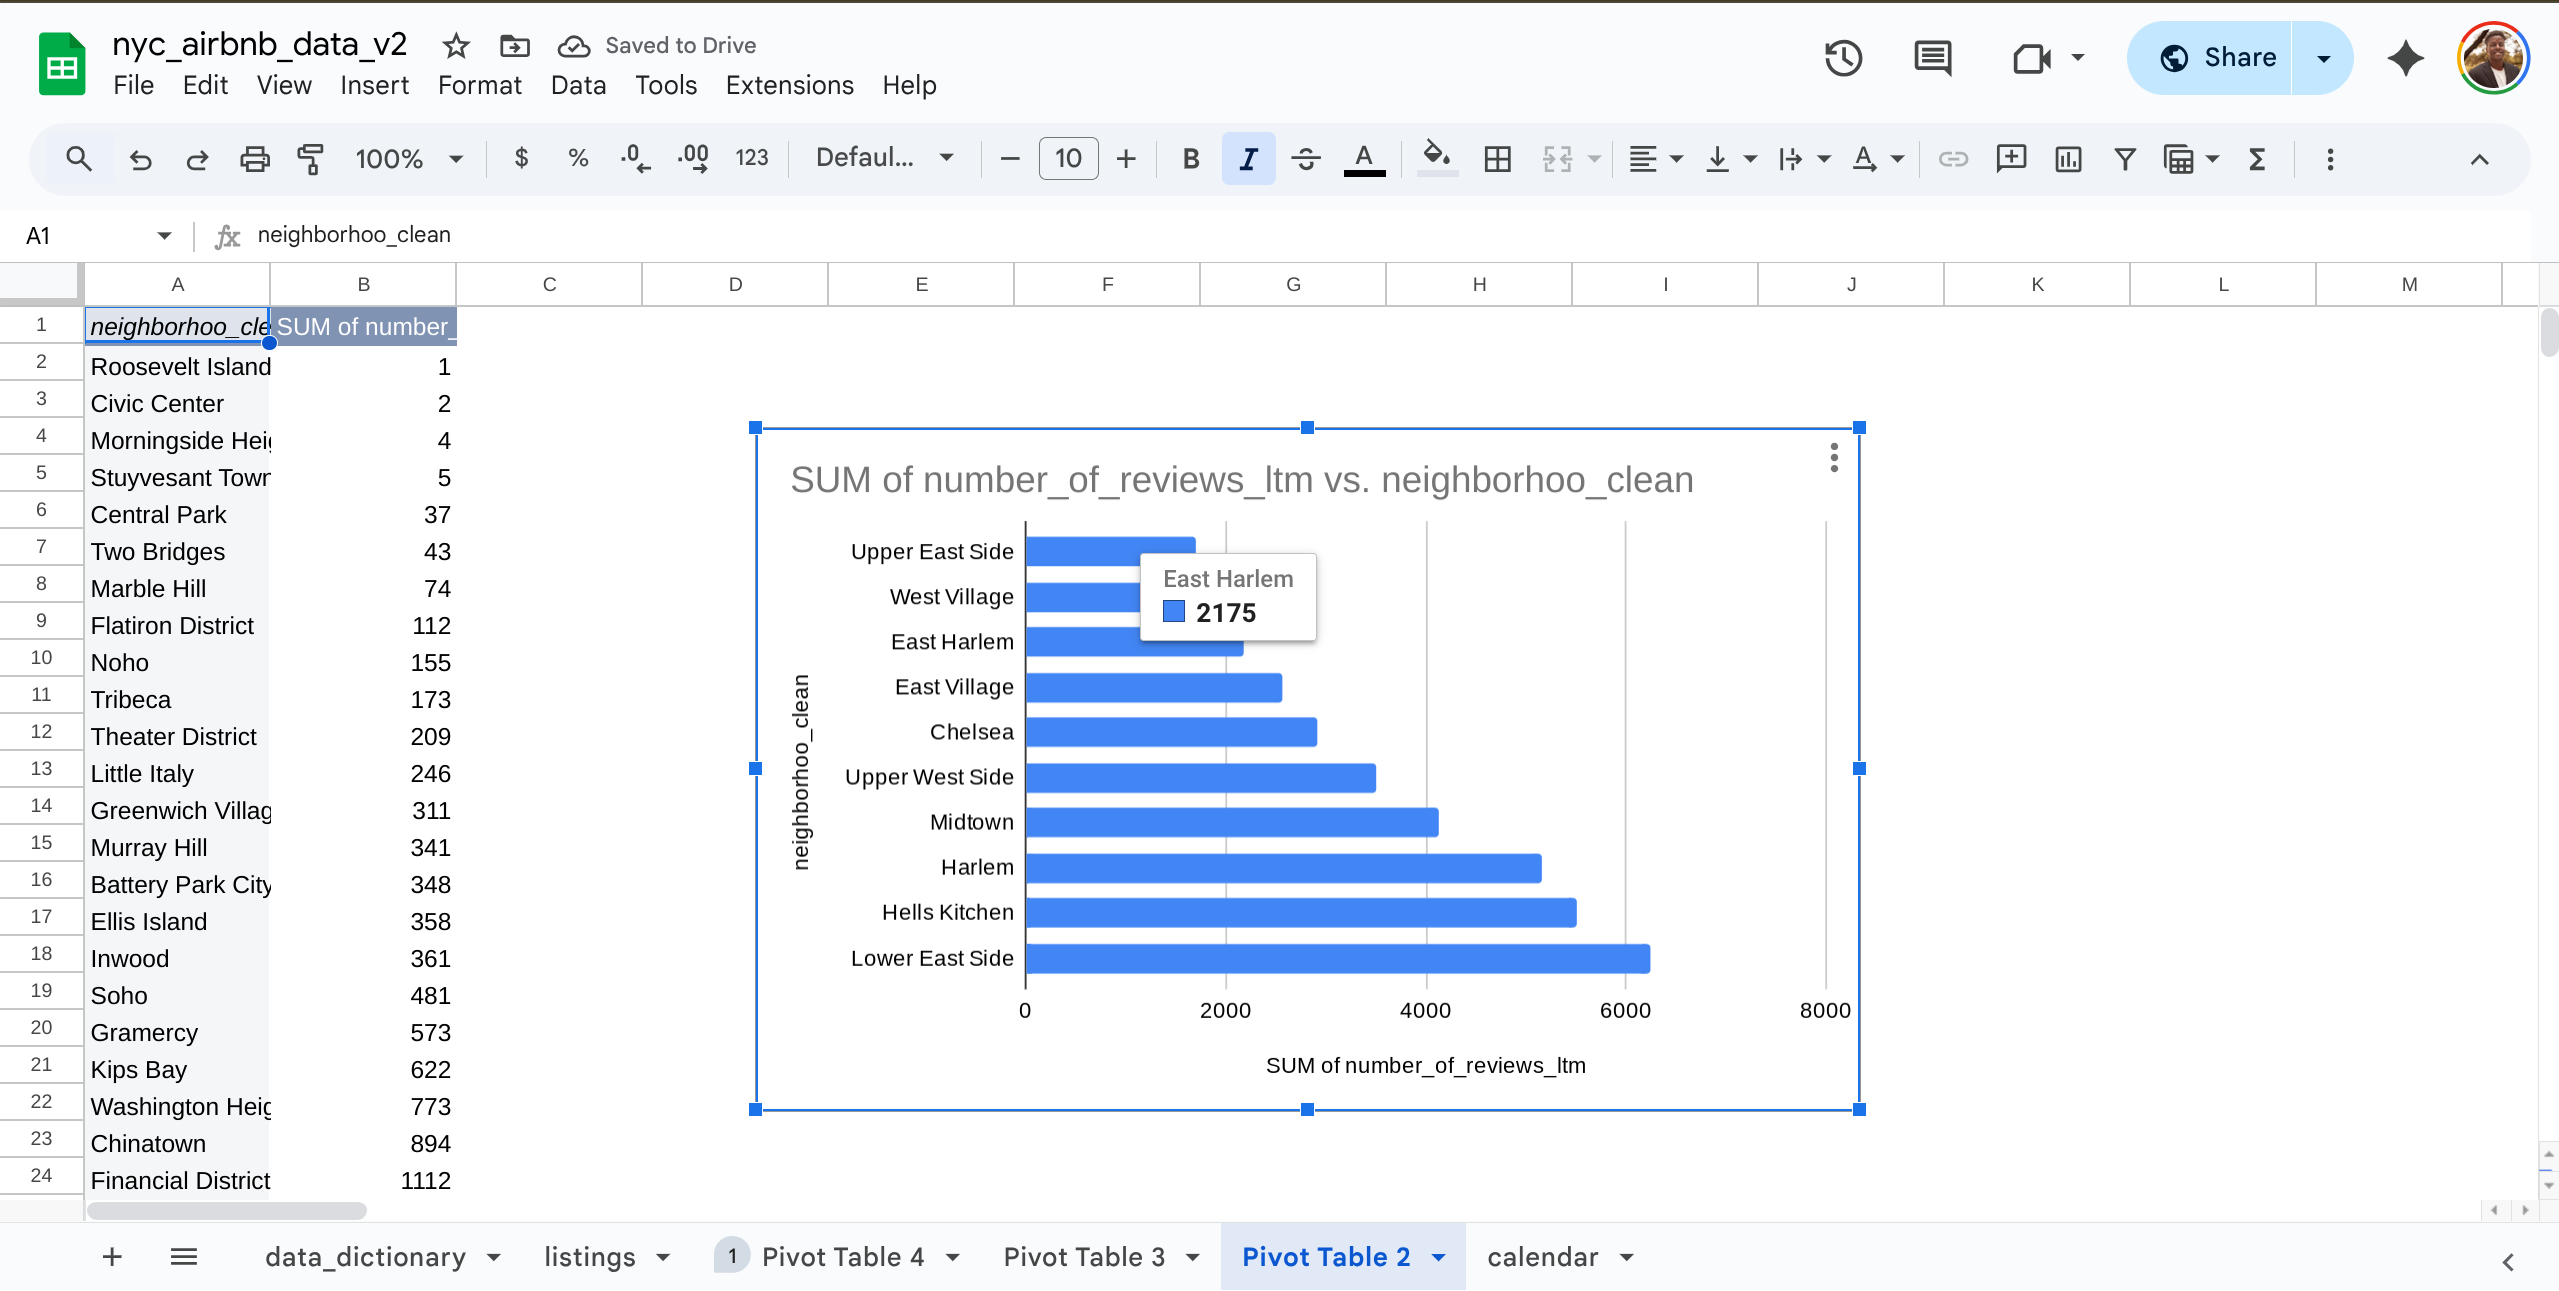 nyc_airbnb_data_v2 Saved to Drive
File Edit View Insert Format Data Tools Extensions Help
Share
100% $ % .0 .00 123 Defaul... 10 B I S A A Σ
A1 fx neighborhoo_clean
A B C D E F G H I J K L M
1 neighborhoo_cle SUM of number_
2 Roosevelt Island 1
3 Civic Center 2
4 Morningside Heig 4
5 Stuyvesant Town 5
6 Central Park 37
7 Two Bridges 43
8 Marble Hill 74
9 Flatiron District 112
10 Noho 155
11 Tribeca 173
12 Theater District 209
13 Little Italy 246
14 Greenwich Villag 311
15 Murray Hill 341
16 Battery Park City 348
17 Ellis Island 358
18 Inwood 361
19 Soho 481
20 Gramercy 573
21 Kips Bay 622
22 Washington Heig 773
23 Chinatown 894
24 Financial District 1112
SUM of number_of_reviews_ltm vs. neighborhoo_clean
neighborhoo_clean
Upper East Side
West Village
East Harlem
East Village
Chelsea
Upper West Side
Midtown
Harlem
Hells Kitchen
Lower East Side
East Harlem
2175
0 2000 4000 6000 8000
SUM of number_of_reviews_ltm
data_dictionary listings 1 Pivot Table 4 Pivot Table 3 Pivot Table 2 calendar